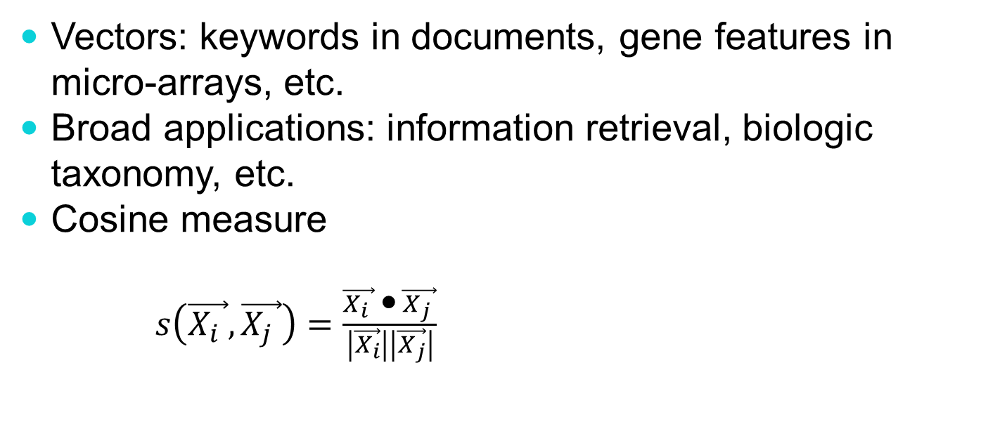 • Vectors: keywords in documents, gene features in
micro-arrays, etc.
• Broad applications: information retrieval, biologic
taxonomy, etc.
• Cosine measure
$s(\overrightarrow{X_i}, \overrightarrow{X_j}) = \frac{\overrightarrow{X_i} \bullet \overrightarrow{X_j}}{|\overrightarrow{X_i}||\overrightarrow{X_j}|}$